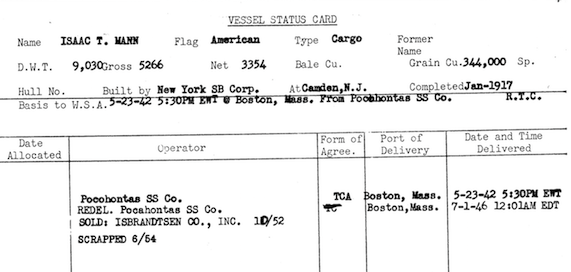 VESSEL STATUS CARD
Name ISAAC T. MANN Flag American Type Cargo Former Name
D.W.T. 9,030 Gross 5266 Net 3354 Bale Cu. Grain Cu. 344,000 Sp.
Hull No. Built by New York SB Corp. At Camden, N.J. Completed Jan-1917
Basis to W.S.A. 5-23-42 5:30PM EWT @ Boston, Mass. From Pocahontas SS Co. R.T.C.
Date Allocated Operator Form of Agree. Port of Delivery Date and Time Delivered
Pocohontas SS Co. TCA Boston, Mass. 5-23-42 5:30PM EWT
REDEL. Pocahontas SS Co. TC Boston, Mass. 7-1-46 12:01AM EDT
SOLD: ISBRANDTSEN CO., INC. /52
SCRAPPED 6/54